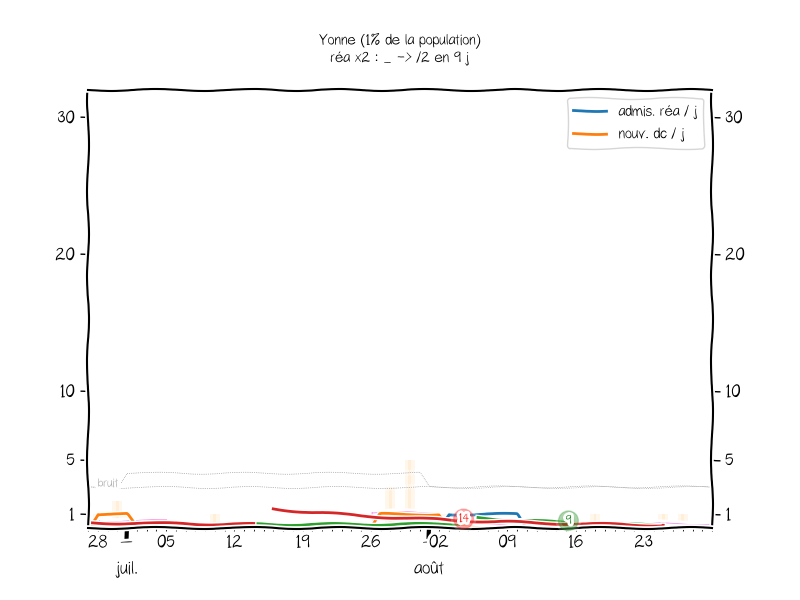 Yonne (1% de la population)
réa x2 : _ -> /2 en 9 j
admis. réa / j
nouv. dc / j
30 30
20 20
10 10
5 5
bruit
1 14 9 1
28 05 12 19 26 02 09 16 23
juil. août